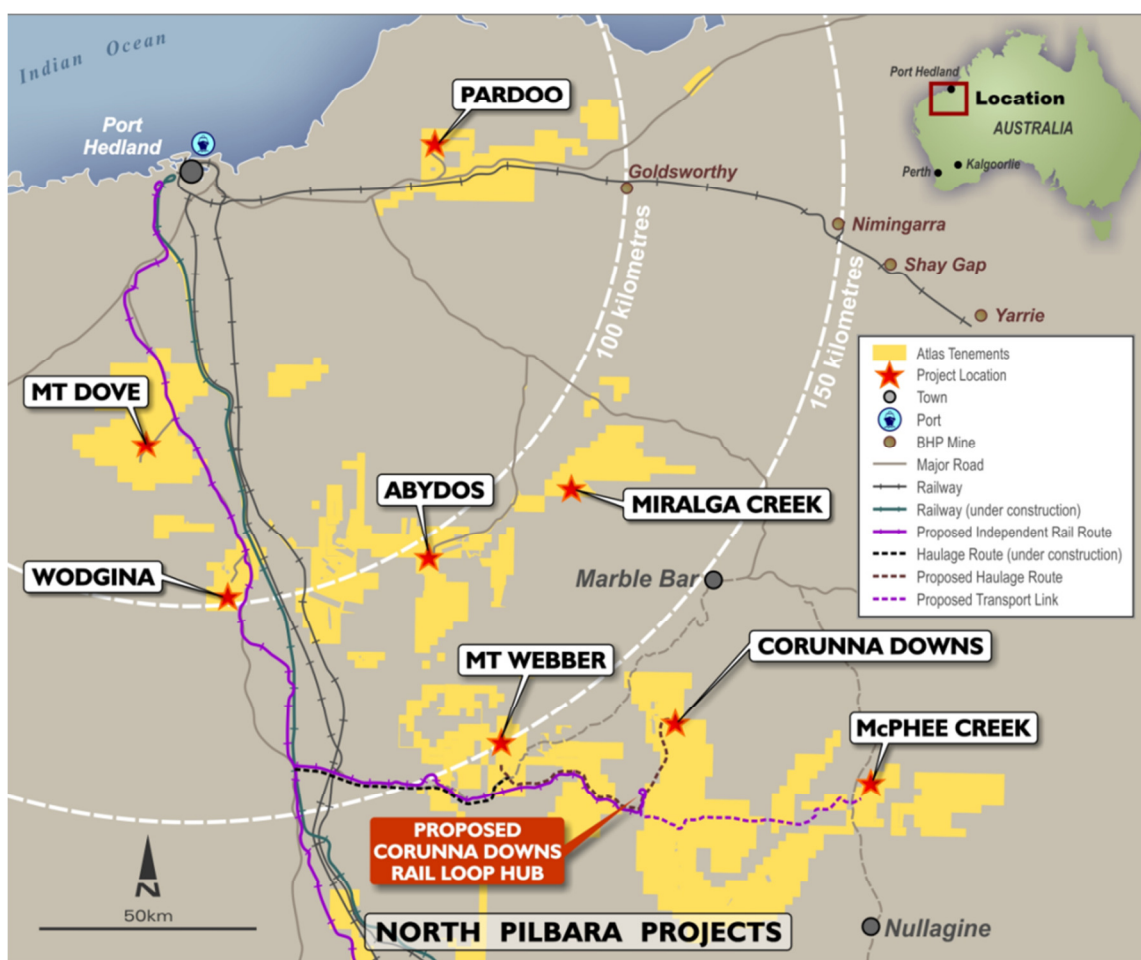 Indian Ocean
Port
Hedland
PARDOO
Goldsworthy
Nimingarra
Shay Gap
Yarrie
100 kilometres
150 kilometres
Port Hedland
Location
AUSTRALIA
Kalgoorlie
Perth
Atlas Tenements
Project Location
Town
Port
BHP Mine
Major Road
Railway
Railway (under construction)
Proposed Independent Rail Route
Haulage Route (under construction)
Proposed Haulage Route
Proposed Transport Link
MT DOVE
ABYDOS
MIRALGA CREEK
WODGINA
Marble Bar
MT WEBBER
CORUNNA DOWNS
McPHEE CREEK
PROPOSED
CORUNNA DOWNS
RAIL LOOP HUB
N
50km
NORTH PILBARA PROJECTS
Nullagine